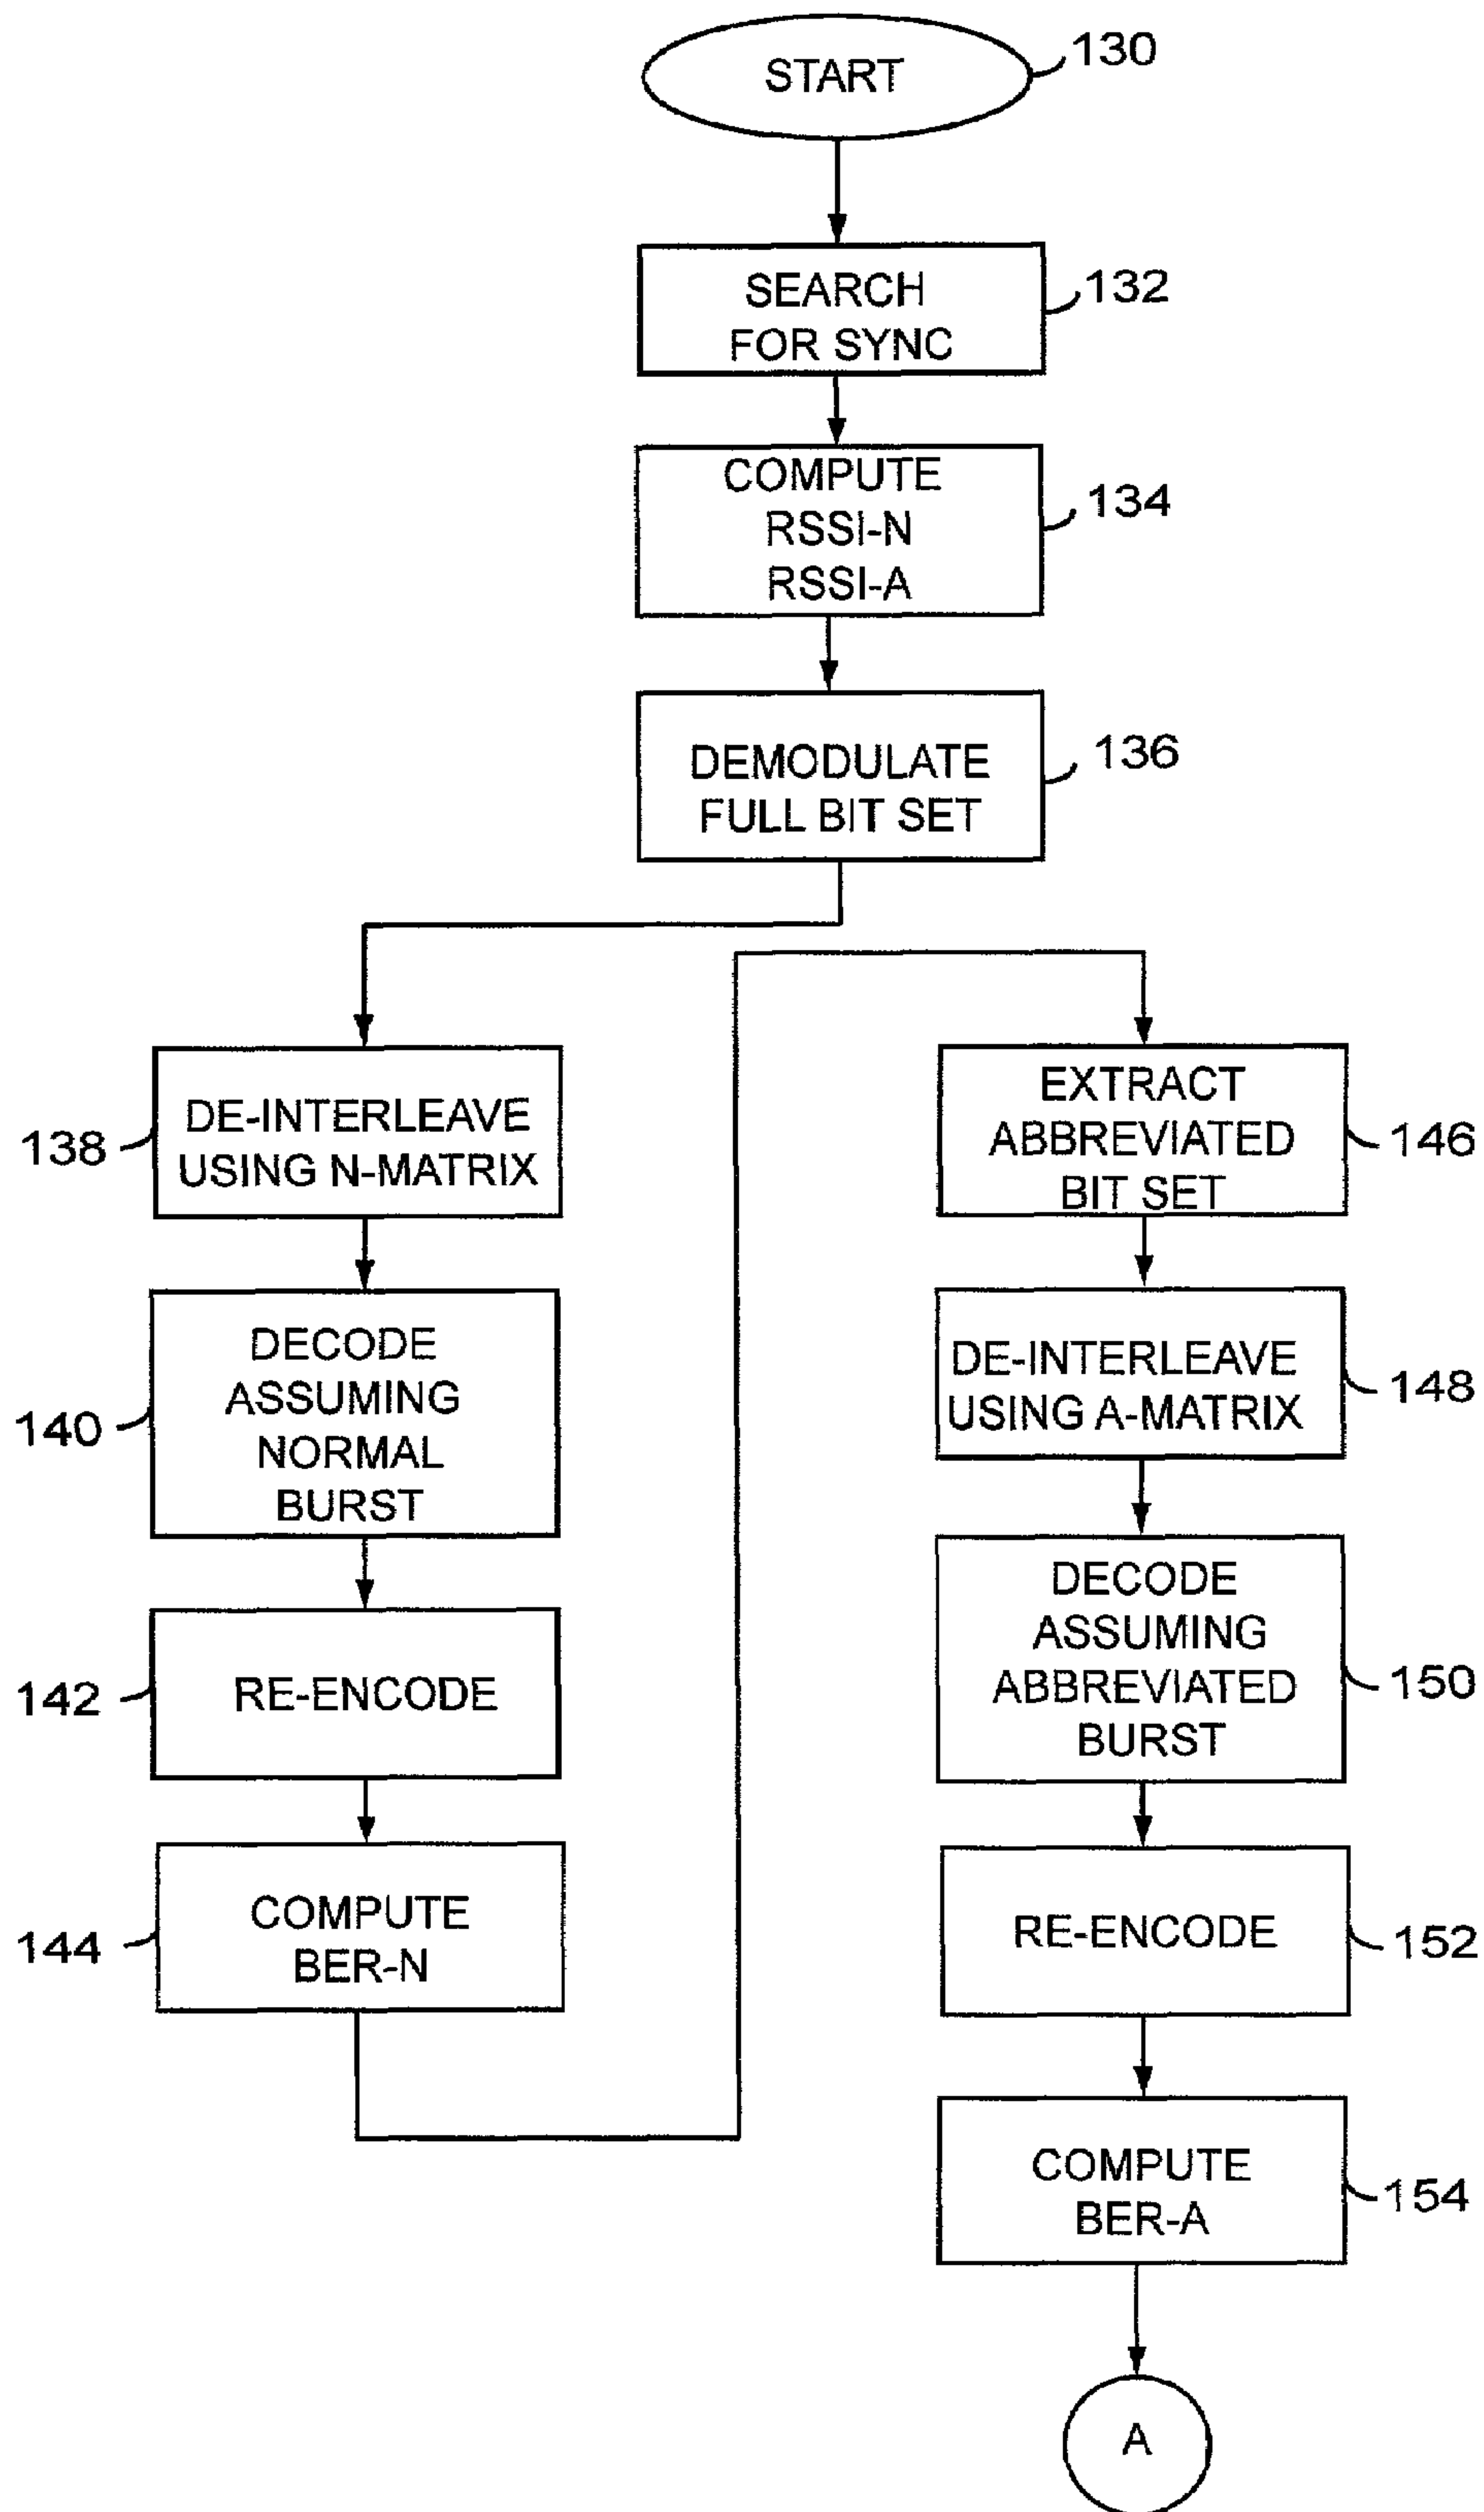 START
130
SEARCH
FOR SYNC
132
COMPUTE
RSSI-N
RSSI-A
134
DEMODULATE
FULL BIT SET
136
DE-INTERLEAVE
USING N-MATRIX
138
DECODE
ASSUMING
NORMAL
BURST
140
RE-ENCODE
142
COMPUTE
BER-N
144
EXTRACT
ABBREVIATED
BIT SET
146
DE-INTERLEAVE
USING A-MATRIX
148
DECODE
ASSUMING
ABBREVIATED
BURST
150
RE-ENCODE
152
COMPUTE
BER-A
154
A